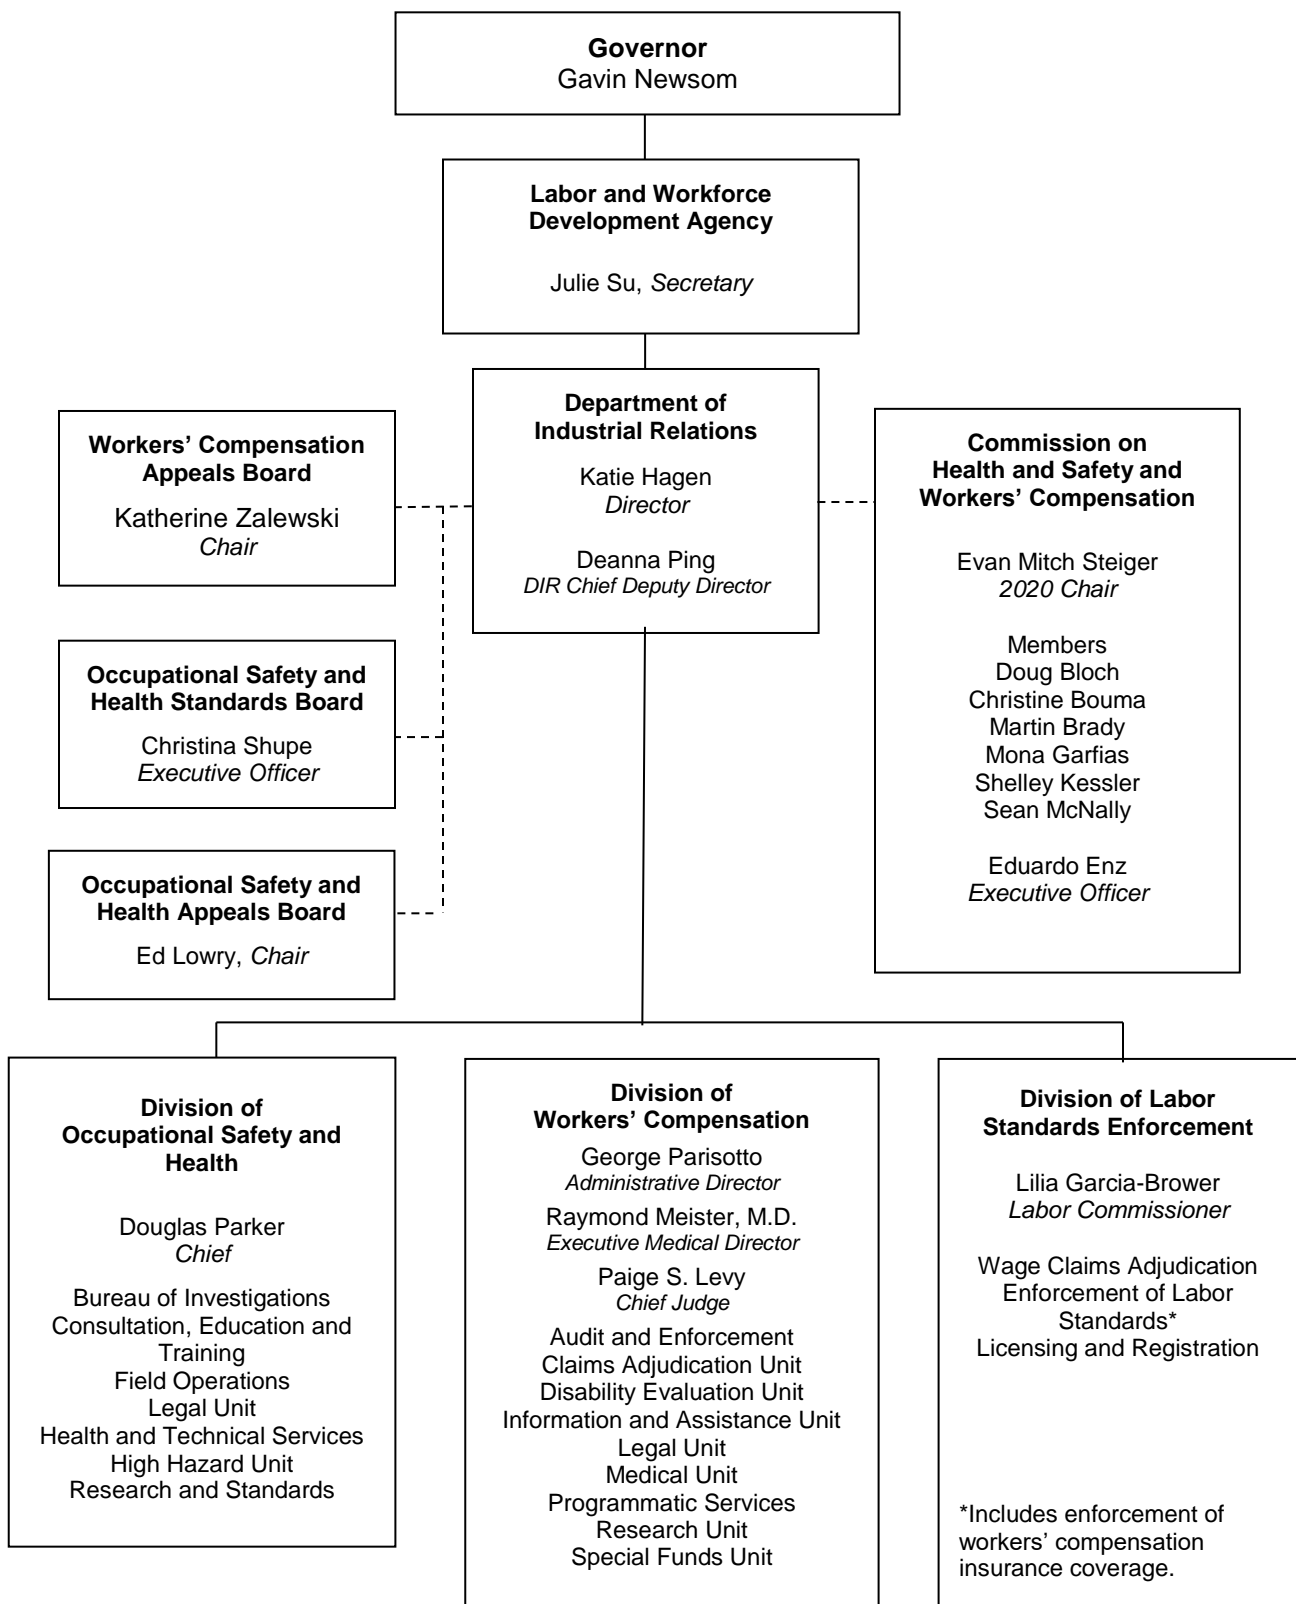 Governor
Gavin Newsom
Labor and Workforce
Development Agency
Julie Su, Secretary
Department of
Industrial Relations
Katie Hagen
Director
Deanna Ping
DIR Chief Deputy Director
Workers’ Compensation
Appeals Board
Katherine Zalewski
Chair
Occupational Safety and
Health Standards Board
Christina Shupe
Executive Officer
Occupational Safety and
Health Appeals Board
Ed Lowry, Chair
Commission on
Health and Safety and
Workers’ Compensation
Evan Mitch Steiger
2020 Chair
Members
Doug Bloch
Christine Bouma
Martin Brady
Mona Garfias
Shelley Kessler
Sean McNally
Eduardo Enz
Executive Officer
Division of
Occupational Safety and
Health
Douglas Parker
Chief
Bureau of Investigations
Consultation, Education and
Training
Field Operations
Legal Unit
Health and Technical Services
High Hazard Unit
Research and Standards
Division of
Workers’ Compensation
George Parisotto
Administrative Director
Raymond Meister, M.D.
Executive Medical Director
Paige S. Levy
Chief Judge
Audit and Enforcement
Claims Adjudication Unit
Disability Evaluation Unit
Information and Assistance Unit
Legal Unit
Medical Unit
Programmatic Services
Research Unit
Special Funds Unit
Division of Labor
Standards Enforcement
Lilia Garcia-Brower
Labor Commissioner
Wage Claims Adjudication
Enforcement of Labor
Standards*
Licensing and Registration
*Includes enforcement of
workers’ compensation
insurance coverage.